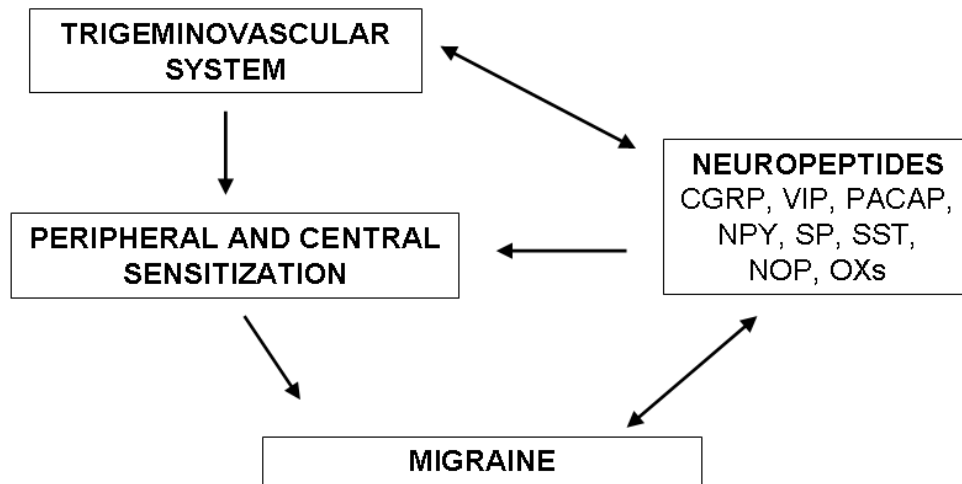 TRIGEMINOVASCULAR
SYSTEM
NEUROPEPTIDES
CGRP, VIP, PACAP,
NPY, SP, SST,
NOP, OXs
PERIPHERAL AND CENTRAL
SENSITIZATION
MIGRAINE